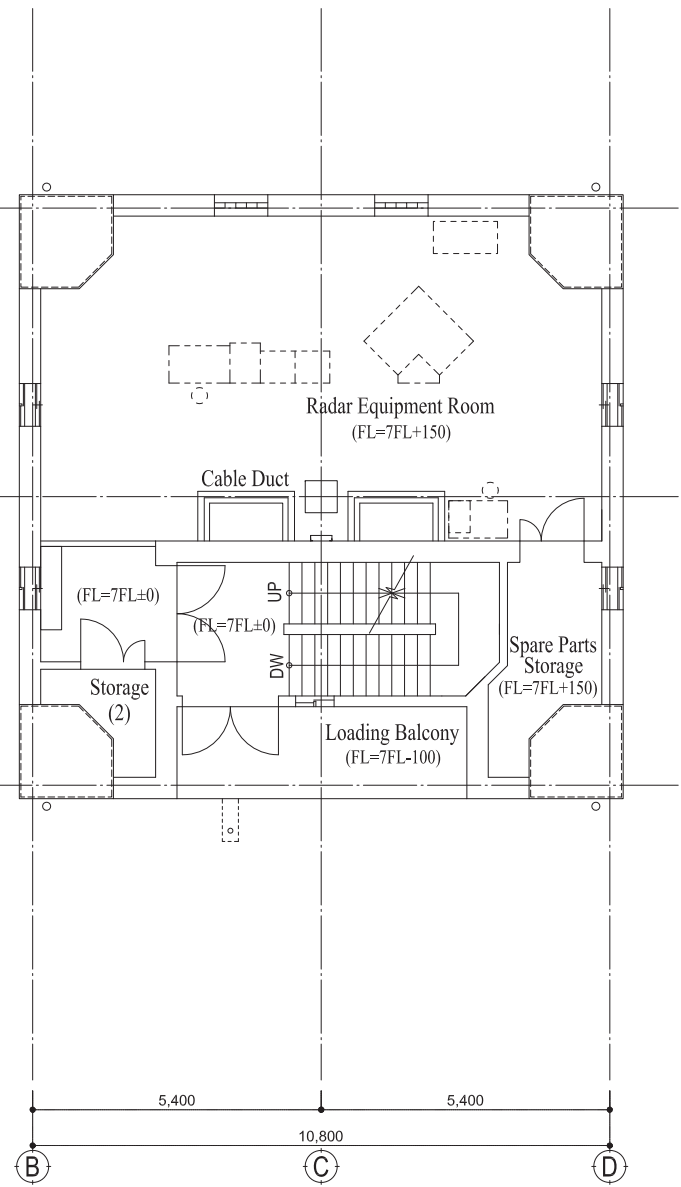 Radar Equipment Room
(FL=7FL+150)
Cable Duct
(FL=7FL±0)
UP
(FL=7FL±0)
DW
Spare Parts
Storage
(FL=7FL+150)
Storage
(2)
Loading Balcony
(FL=7FL-100)
5,400
5,400
10,800
B
C
D